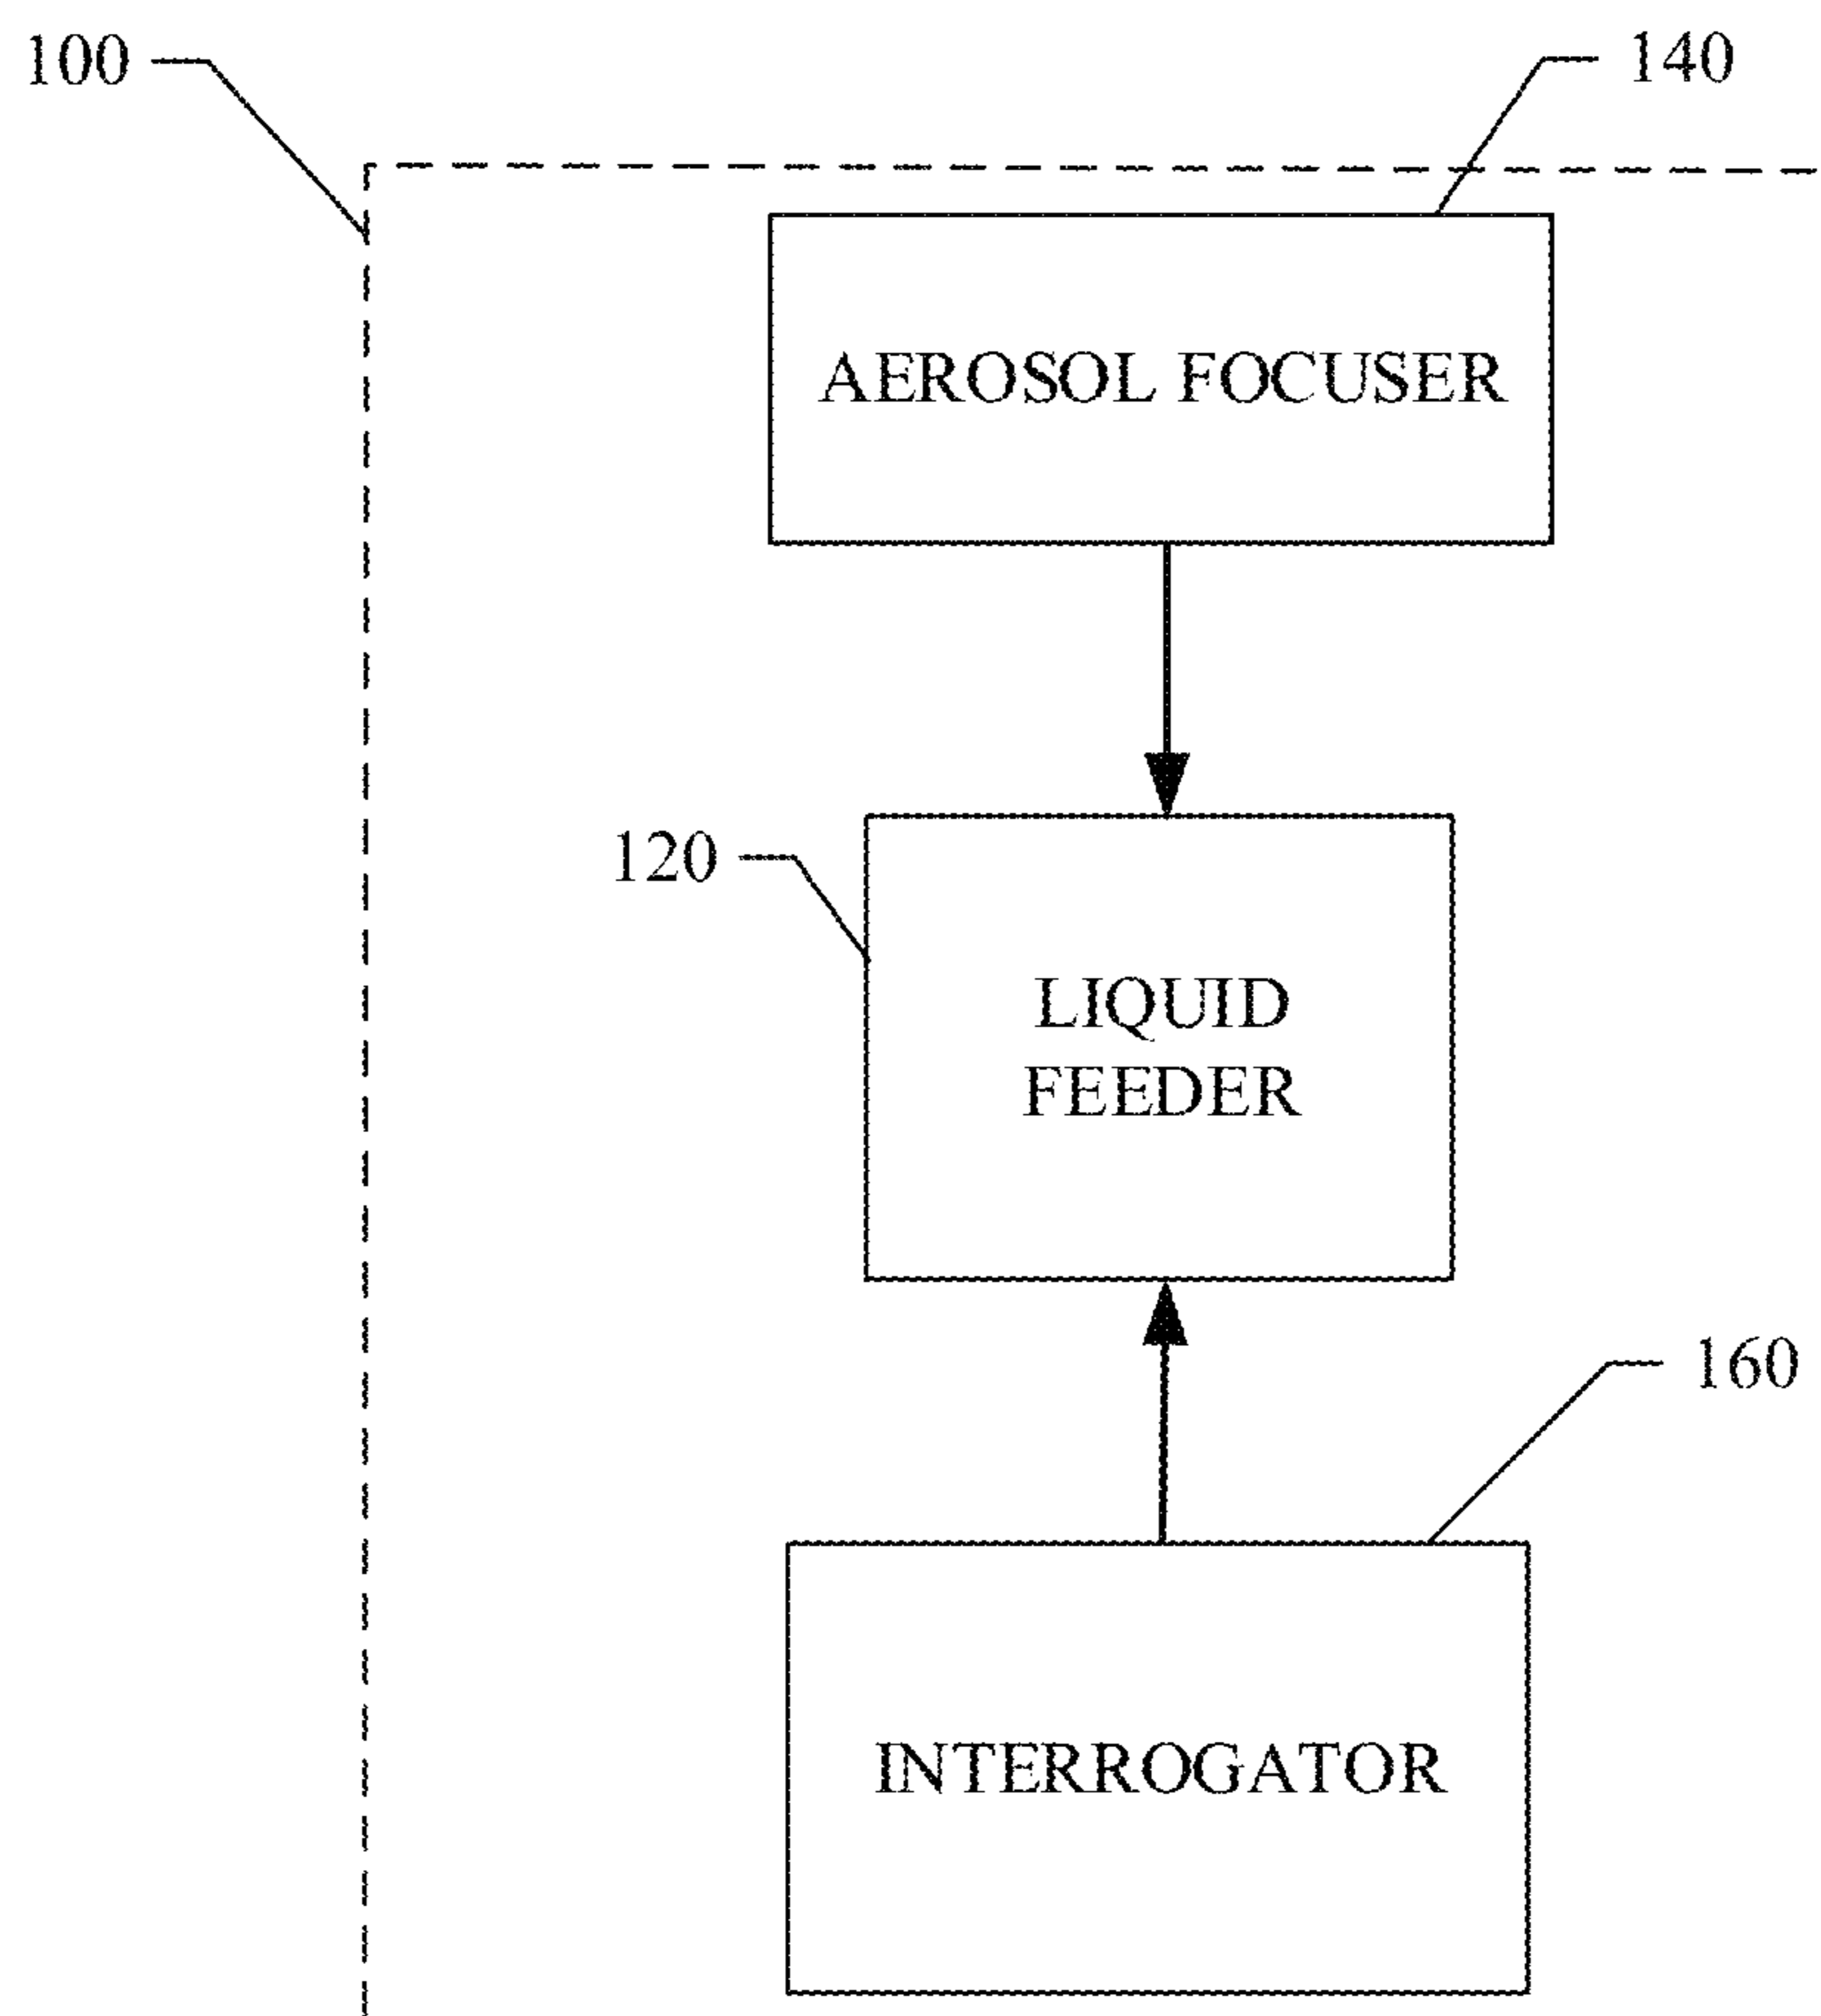 100
140
AEROSOL FOCUSER
120
LIQUID
FEEDER
160
INTERROGATOR